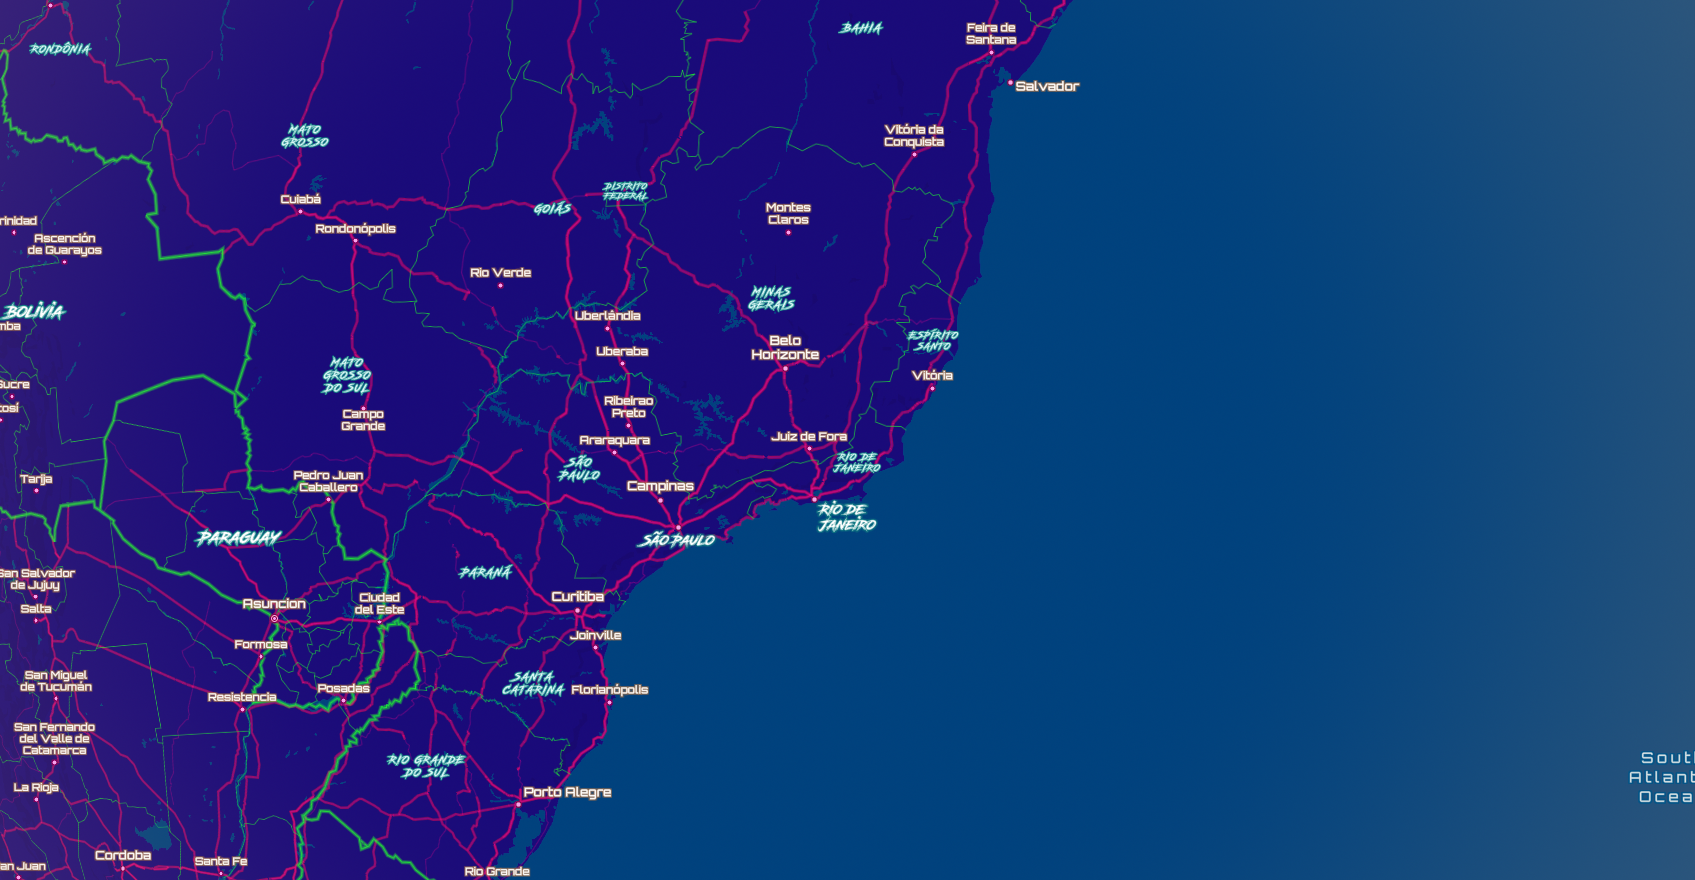 BAHIA
Feira de
Santana
RONDÔNIA
Salvador
MATO
GROSSO
Vitória da
Conquista
DISTRITO
FEDERAL
Cuiabá
GOIÁS
Montes
Claros
rinidad
Rondonópolis
Ascención
de Guarayos
Rio Verde
MINAS
GERAIS
BOLIVIA
mba
Uberlândia
ESPÍRITO
SANTO
Belo
Horizonte
Uberaba
MATO
GROSSO
DO SUL
Vitória
Sucre
tosí
Ribeirao
Preto
Campo
Grande
Araraquara
Juiz de Fora
RIO DE
JANEIRO
SÃO
PAULO
Tarija
Pedro Juan
Caballero
Campinas
RIO DE
JANEIRO
PARAGUAY
SÃO PAULO
PARANÁ
San Salvador
de Jujuy
Salta
Asuncion
Ciudad
del Este
Curitiba
Joinville
Formosa
San Miguel
de Tucumán
SANTA
CATARINA
Florianópolis
Posadas
Resistencia
San Fernando
del Valle de
Catamarca
RIO GRANDE
DO SUL
South
Atlant
Ocea
La Rioja
Porto Alegre
Cordoba
Santa Fe
an Juan
Rio Grande